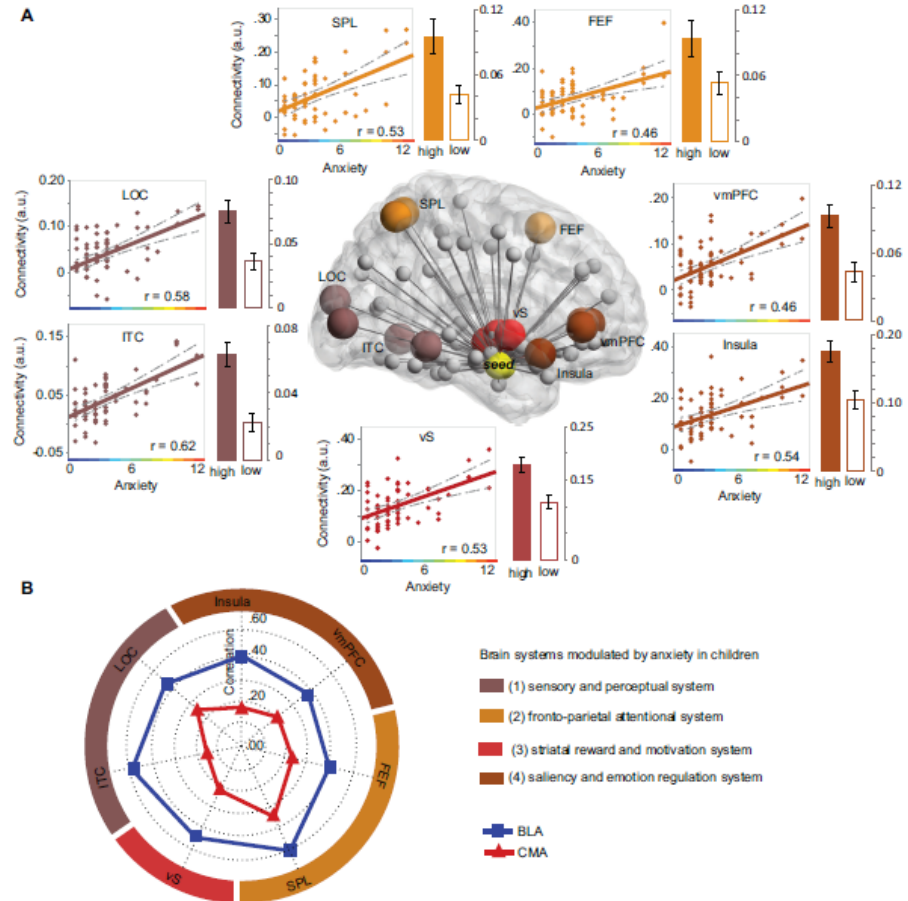 A
SPL
Connectivity (a.u.)
.30
.20
.10
0
r = 0.53
0 6 12
Anxiety
0.12
0.06
0
high low
FEF
.40
.20
0
r = 0.46
0 6 12
Anxiety
0.12
0.06
0
high low
LOC
Connectivity (a.u.)
0.20
0.10
0
r = 0.58
0.10
0.05
0
ITC
Connectivity (a.u.)
0.15
0.05
-0.05
r = 0.62
0 6 12
Anxiety
0.08
0.04
0
high low
SPL
FEF
LOC
vS
ITC
vmPFC
seed
Insula
vmPFC
.20
.10
0
r = 0.46
0.12
0.06
0
Insula
.40
.20
0
r = 0.54
0 6 12
Anxiety
0.20
0.10
0
high low
vS
Connectivity (a.u.)
.40
.20
0
r = 0.53
0 6 12
Anxiety
0.25
0.15
0
high low
B
Insula
vmPFC
FEF
SPL
vS
ITC
LOC
Correlation
.60
.40
.20
.00
Brain systems modulated by anxiety in children
(1) sensory and perceptual system
(2) fronto-parietal attentional system
(3) striatal reward and motivation system
(4) saliency and emotion regulation system
BLA
CMA